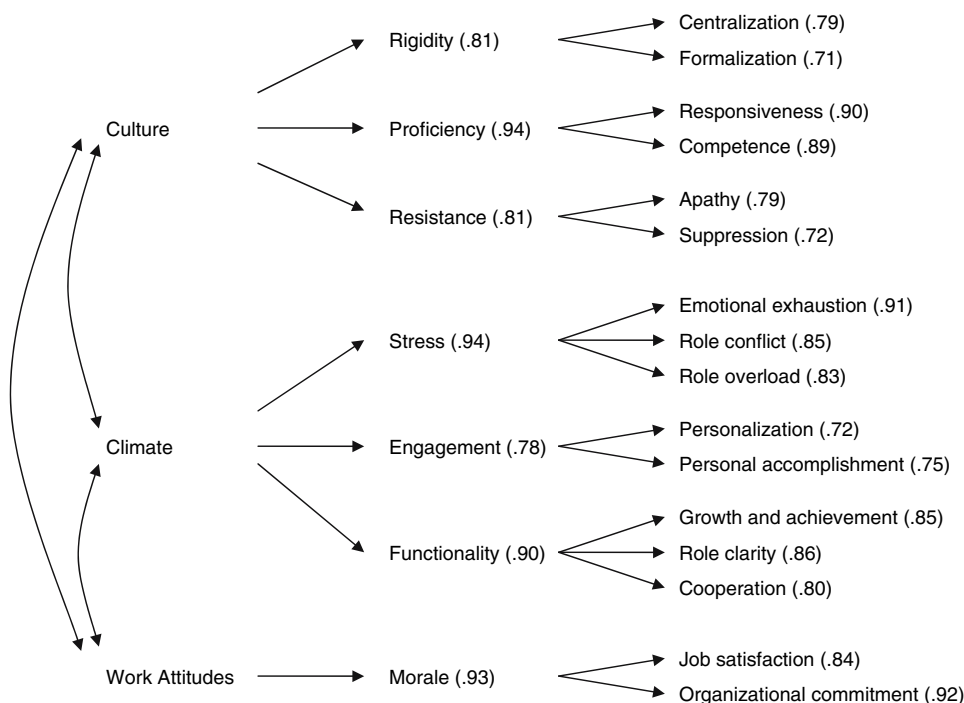 Culture
Rigidity (.81)
Centralization (.79)
Formalization (.71)
Proficiency (.94)
Responsiveness (.90)
Competence (.89)
Resistance (.81)
Apathy (.79)
Suppression (.72)
Climate
Stress (.94)
Emotional exhaustion (.91)
Role conflict (.85)
Role overload (.83)
Engagement (.78)
Personalization (.72)
Personal accomplishment (.75)
Functionality (.90)
Growth and achievement (.85)
Role clarity (.86)
Cooperation (.80)
Work Attitudes
Morale (.93)
Job satisfaction (.84)
Organizational commitment (.92)